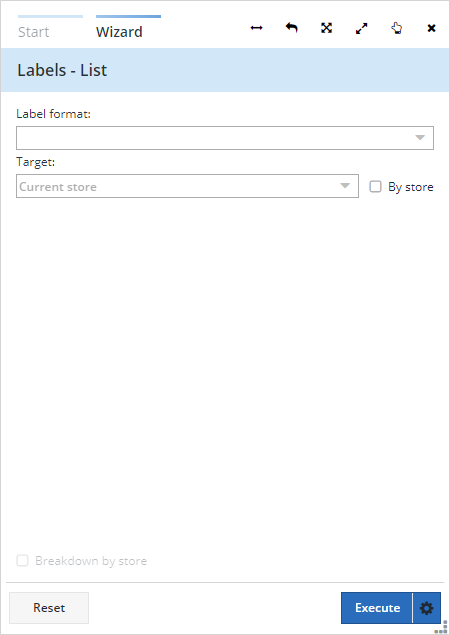 Start Wizard
Labels - List
Label format:
Target:
Current store By store
Breakdown by store
Reset Execute